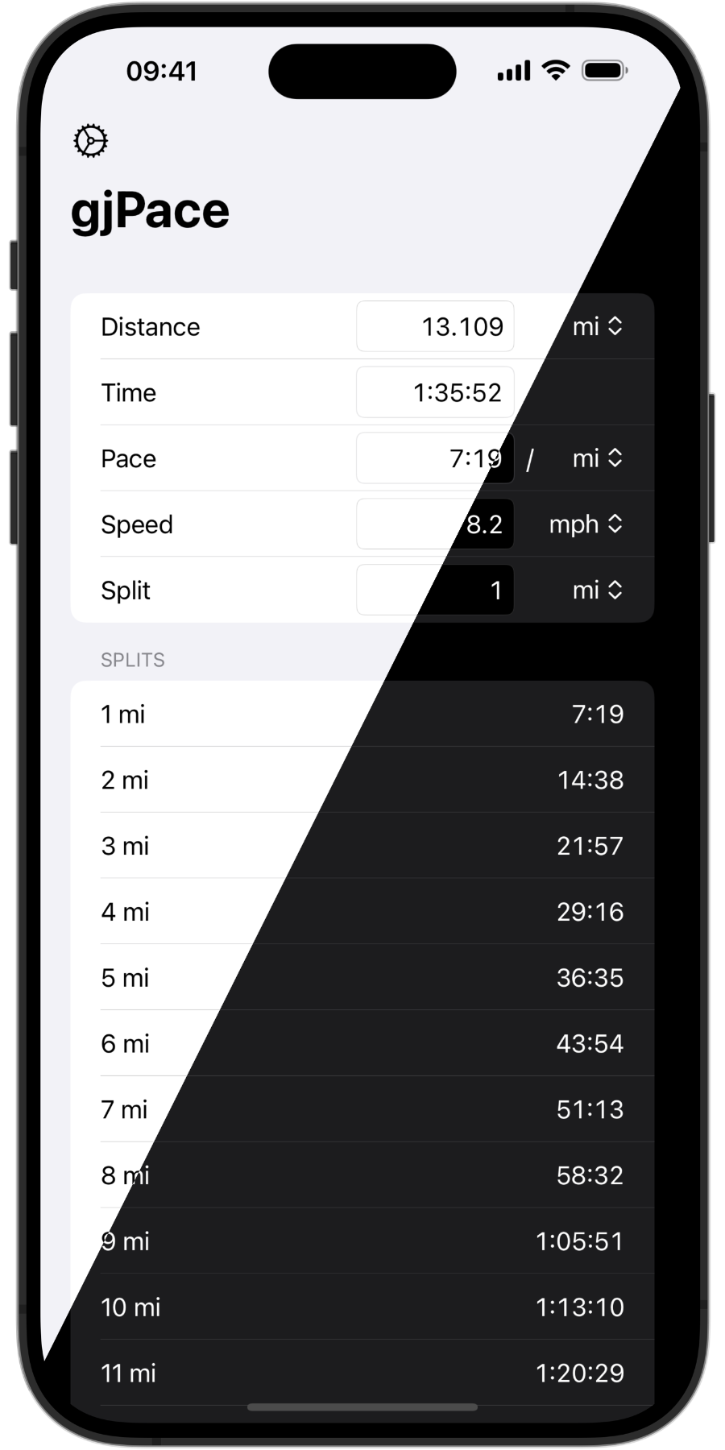 09:41
gjPace
Distance 13.109 mi
Time 1:35:52
Pace 7:19 / mi
Speed 8.2 mph
Split 1 mi
SPLITS
1 mi 7:19
2 mi 14:38
3 mi 21:57
4 mi 29:16
5 mi 36:35
6 mi 43:54
7 mi 51:13
8 mi 58:32
9 mi 1:05:51
10 mi 1:13:10
11 mi 1:20:29